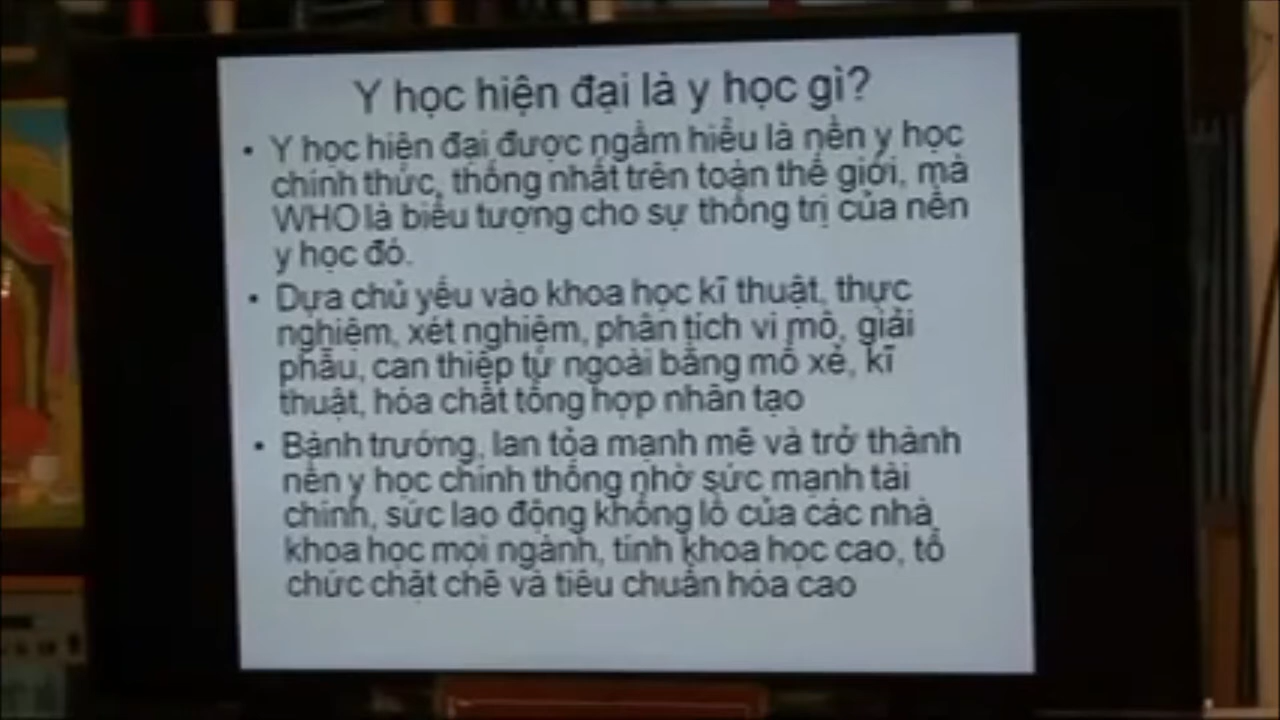 Y học hiện đại là y học gì?
• Y học hiện đại được ngầm hiểu là nền y học
chính thức, thống nhất trên toàn thế giới, mà
WHO là biểu tượng cho sự thống trị của nền
y học đó.
• Dựa chủ yếu vào khoa học kĩ thuật, thực
nghiệm, xét nghiệm, phân tích vi mô, giải
phẫu, can thiệp từ ngoài bằng mổ xẻ, kĩ
thuật, hóa chất tổng hợp nhân tạo
• Bành trướng, lan tỏa mạnh mẽ và trở thành
nền y học chính thống nhờ sức mạnh tài
chính, sức lao động khổng lồ của các nhà
khoa học mọi ngành, tính khoa học cao, tổ
chức chặt chẽ và tiêu chuẩn hóa cao